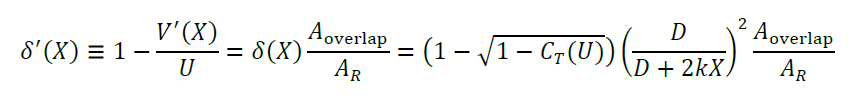 δ′(X) ≡ 1 − V′(X)/U = δ(X) A_overlap/A_R = (1 − √(1 − C_T(U))) (D/(D + 2kX))² A_overlap/A_R